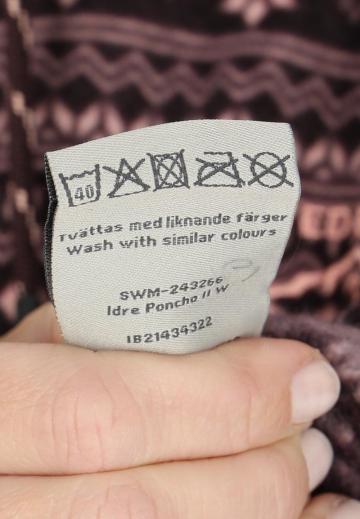 40
Tvättas med liknande färger
Wash with similar colours
SWM-243266
Idre Poncho II W
IB21434322